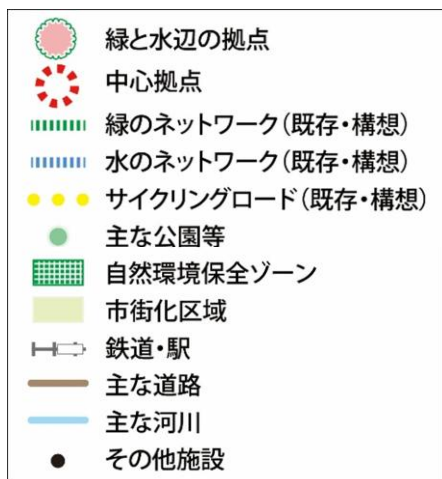 緑と水辺の拠点
中心拠点
緑のネットワーク(既存・構想)
水のネットワーク(既存・構想)
サイクリングロード(既存・構想)
主な公園等
自然環境保全ゾーン
市街化区域
鉄道・駅
主な道路
主な河川
その他施設